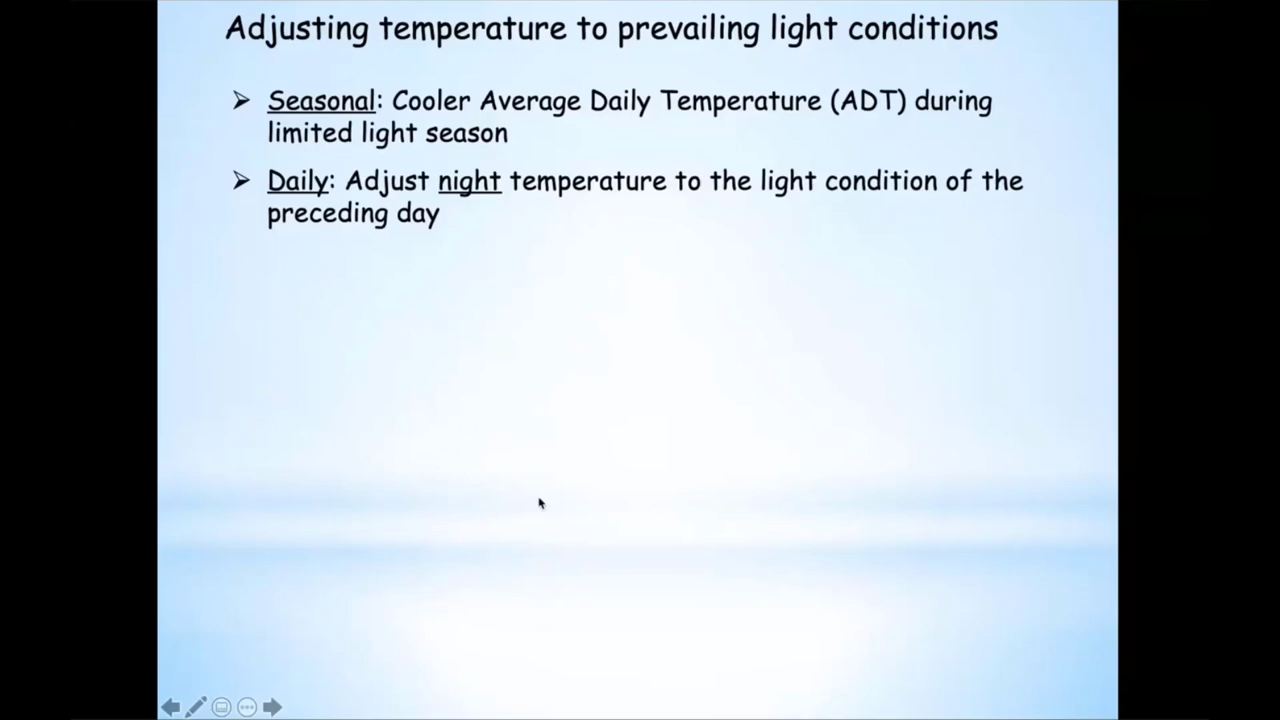 Adjusting temperature to prevailing light conditions
➢ Seasonal: Cooler Average Daily Temperature (ADT) during
limited light season
➢ Daily: Adjust night temperature to the light condition of the
preceding day